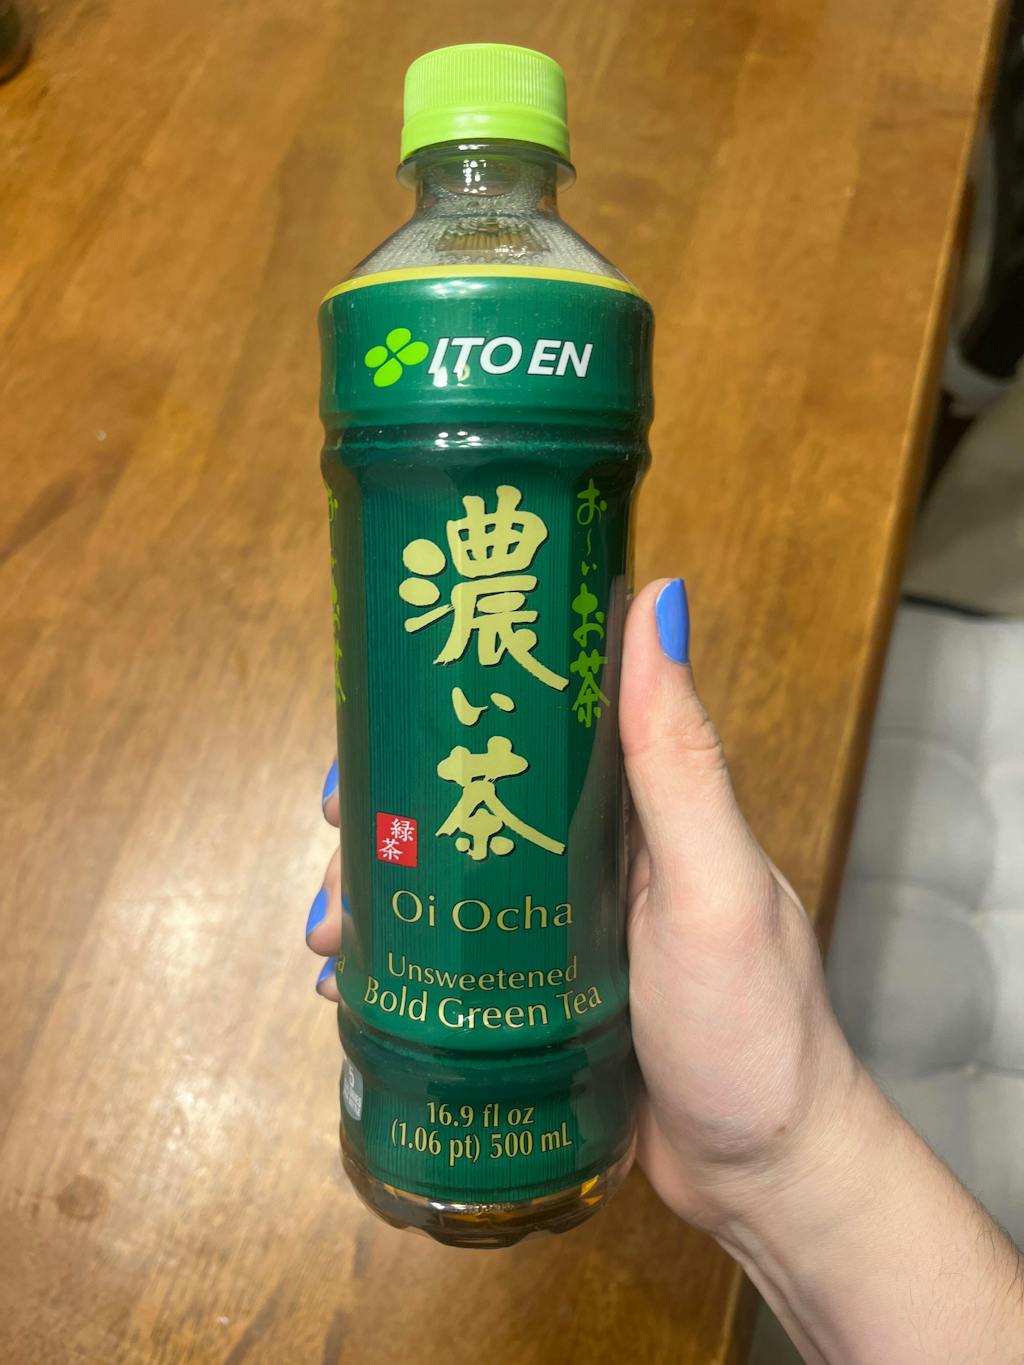 ITO EN
お〜いお茶
濃い茶
緑茶
Oi Ocha
Unsweetened
Bold Green Tea
16.9 fl oz
(1.06 pt) 500 mL